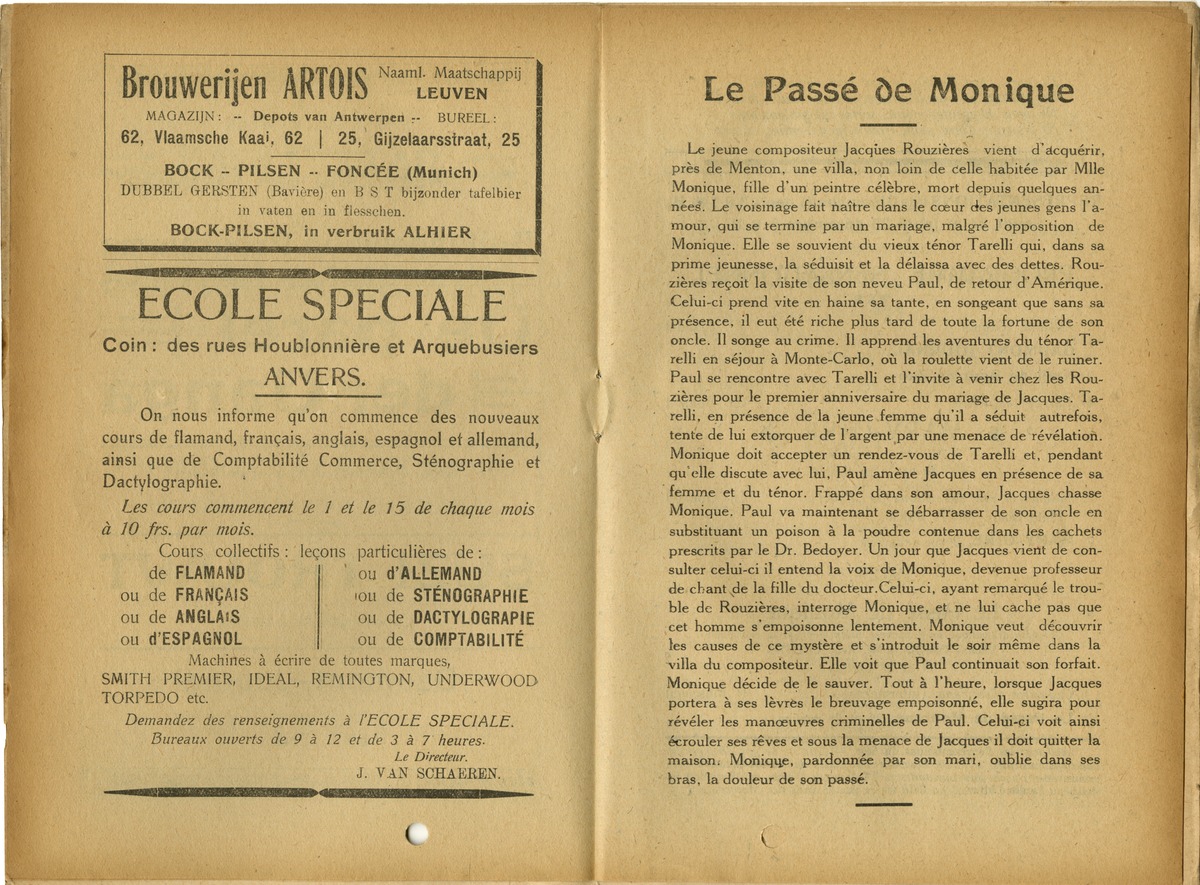 Brouwerijen ARTOIS Naaml. Maatschappij
LEUVEN
MAGAZIJN: -- Depots van Antwerpen -- BUREEL:
62, Vlaamsche Kaai, 62 | 25, Gijzelaarsstraat, 25
BOCK -- PILSEN -- FONCÉE (Munich)
DUBBEL GERSTEN (Bavière) en B S T bijzonder tafelbier
in vaten en in flesschen.
BOCK-PILSEN, in verbruik ALHIER
ECOLE SPECIALE
Coin : des rues Houblonnière et Arquebusiers
ANVERS.
On nous informe qu'on commence des nouveaux
cours de flamand, français, anglais, espagnol et allemand,
ainsi que de Comptabilité Commerce, Sténographie et
Dactylographie.
Les cours commencent le 1 et le 15 de chaque mois
à 10 frs. par mois.
Cours collectifs : leçons particulières de :
de FLAMAND ou d'ALLEMAND
ou de FRANÇAIS ou de STÉNOGRAPHIE
ou de ANGLAIS ou de DACTYLOGRAPIE
ou d'ESPAGNOL ou de COMPTABILITÉ
Machines à écrire de toutes marques,
SMITH PREMIER, IDEAL, REMINGTON, UNDERWOOD
TORPEDO etc.
Demandez des renseignements à l'ECOLE SPECIALE.
Bureaux ouverts de 9 à 12 et de 3 à 7 heures.
Le Directeur.
J. VAN SCHAEREN.
Le Passé de Monique
Le jeune compositeur Jacques Rouzières vient d'acquérir,
près de Menton, une villa, non loin de celle habitée par Mlle
Monique, fille d'un peintre célèbre, mort depuis quelques an-
nées. Le voisinage fait naître dans le cœur des jeunes gens l'a-
mour, qui se termine par un mariage, malgré l'opposition de
Monique. Elle se souvient du vieux ténor Tarelli qui, dans sa
prime jeunesse, la séduisit et la délaissa avec des dettes. Rou-
zières reçoit la visite de son neveu Paul, de retour d'Amérique.
Celui-ci prend vite en haine sa tante, en songeant que sans sa
présence, il eut été riche plus tard de toute la fortune de son
oncle. Il songe au crime. Il apprend les aventures du ténor Ta-
relli en séjour à Monte-Carlo, où la roulette vient de le ruiner.
Paul se rencontre avec Tarelli et l'invite à venir chez les Rou-
zières pour le premier anniversaire du mariage de Jacques. Ta-
relli, en présence de la jeune femme qu'il a séduit autrefois,
tente de lui extorquer de l'argent par une menace de révélation.
Monique doit accepter un rendez-vous de Tarelli et, pendant
qu'elle discute avec lui, Paul amène Jacques en présence de sa
femme et du ténor. Frappé dans son amour, Jacques chasse
Monique. Paul va maintenant se débarrasser de son oncle en
substituant un poison à la poudre contenue dans les cachets
prescrits par le Dr. Bedoyer. Un jour que Jacques vient de con-
sulter celui-ci il entend la voix de Monique, devenue professeur
de chant de la fille du docteur.Celui-ci, ayant remarqué le trou-
ble de Rouzières, interroge Monique, et ne lui cache pas que
cet homme s'empoisonne lentement. Monique veut découvrir
les causes de ce mystère et s'introduit le soir même dans la
villa du compositeur. Elle voit que Paul continuait son forfait.
Monique décide de le sauver. Tout à l'heure, lorsque Jacques
portera à ses lèvres le breuvage empoisonné, elle sugira pour
révéler les manœuvres criminelles de Paul. Celui-ci voit ainsi
écrouler ses rêves et sous la menace de Jacques il doit quitter la
maison. Monique, pardonnée par son mari, oublie dans ses
bras, la douleur de son passé.